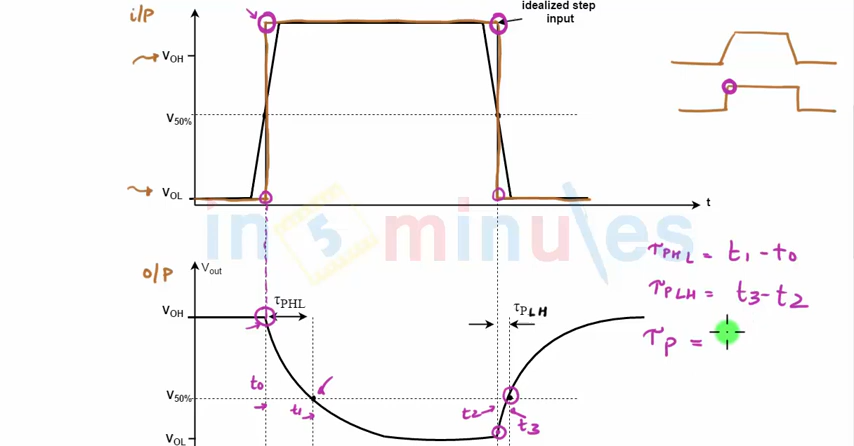 i/P
idealized step
input
VOH
V50%
VOL
t
in 5 minutes
τPHL = t1 - t0
O/P
Vout
τPHL
τPLH
τPLH = t3 - t2
VOH
τP =
t0
V50%
t1
t2
t3
VOL